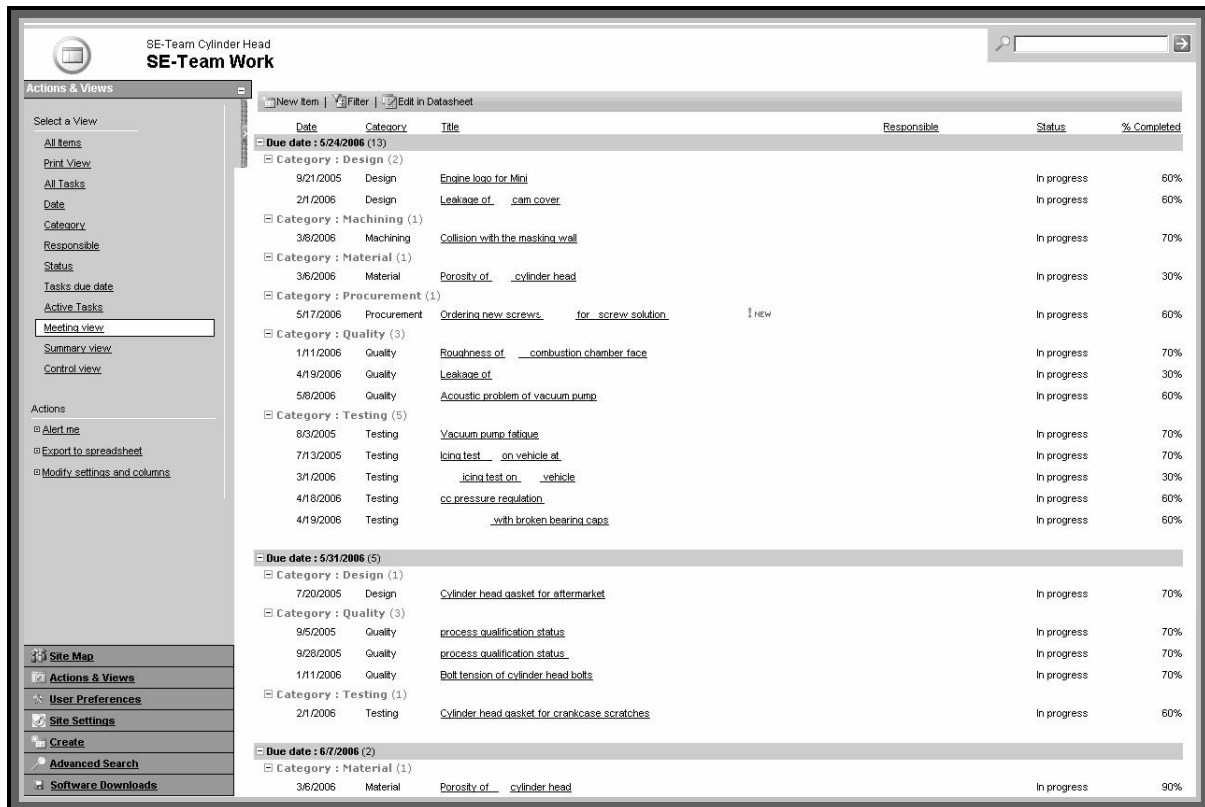 SE-Team Cylinder Head
SE-Team Work
Actions & Views
Select a View
All Items
Print View
All Tasks
Date
Category
Responsible
Status
Tasks due date
Active Tasks
Meeting view
Summary view
Control view
Actions
Alert me
Export to spreadsheet
Modify settings and columns
Site Map
Actions & Views
User Preferences
Site Settings
Create
Advanced Search
Software Downloads
New Item | Filter | Edit in Datasheet
Date Category Title Responsible Status % Completed
Due date : 5/24/2006 (13)
Category : Design (2)
9/21/2005 Design Engine logo for Mini In progress 60%
2/1/2006 Design Leakage of cam cover In progress 60%
Category : Machining (1)
3/8/2006 Machining Collision with the masking wall In progress 70%
Category : Material (1)
3/6/2006 Material Porosity of cylinder head In progress 30%
Category : Procurement (1)
5/17/2006 Procurement Ordering new screws for screw solution ! NEW In progress 60%
Category : Quality (3)
1/11/2006 Quality Roughness of combustion chamber face In progress 70%
4/19/2006 Quality Leakage of In progress 30%
5/8/2006 Quality Acoustic problem of vacuum pump In progress 60%
Category : Testing (5)
8/3/2005 Testing Vacuum pump fatigue In progress 70%
7/13/2005 Testing Icing test on vehicle at In progress 70%
3/1/2006 Testing icing test on vehicle In progress 30%
4/18/2006 Testing cc pressure regulation In progress 60%
4/19/2006 Testing with broken bearing caps In progress 60%
Due date : 5/31/2006 (5)
Category : Design (1)
7/20/2005 Design Cylinder head gasket for aftermarket In progress 70%
Category : Quality (3)
9/5/2005 Quality process qualification status In progress 70%
9/28/2005 Quality process qualification status In progress 70%
1/11/2006 Quality Bolt tension of cylinder head bolts In progress 70%
Category : Testing (1)
2/1/2006 Testing Cylinder head gasket for crankcase scratches In progress 60%
Due date : 6/7/2006 (2)
Category : Material (1)
3/6/2006 Material Porosity of cylinder head In progress 90%